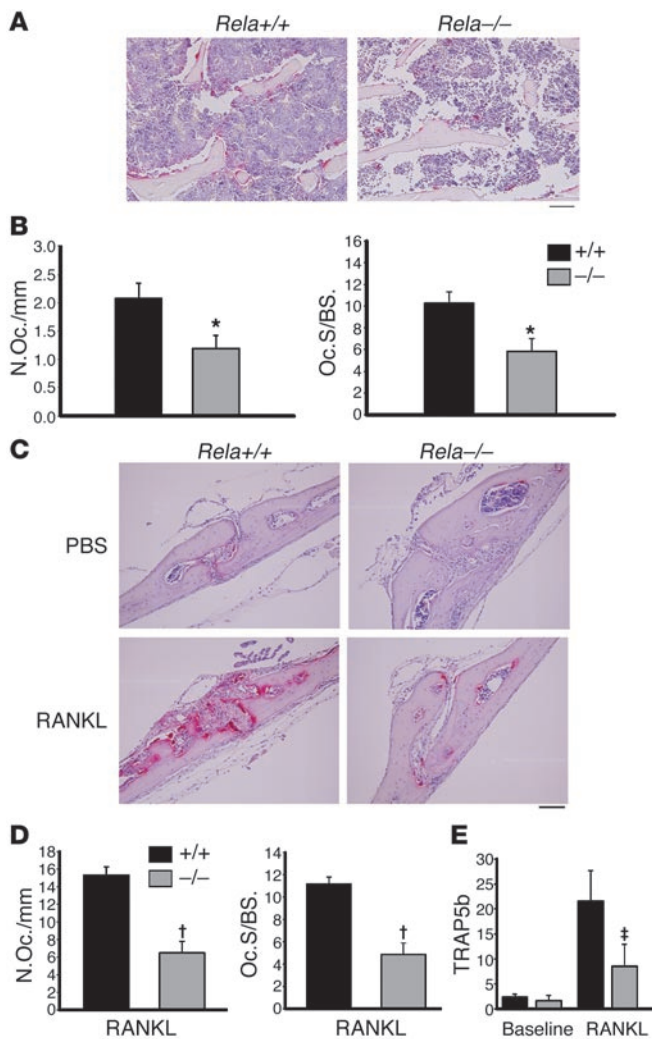 A
Rela+/+
Rela–/–
B
N.Oc./mm
3.0
2.5
2.0
1.5
1.0
0.5
0.0
*
Oc.S/BS.
16
14
12
10
8
6
4
2
0
*
+/+
–/–
C
Rela+/+
Rela–/–
PBS
RANKL
D
N.Oc./mm
18
16
14
12
10
8
6
4
2
0
+/+
–/–
†
RANKL
Oc.S/BS.
14
12
10
8
6
4
2
0
†
RANKL
E
TRAP5b
30
25
20
15
10
5
0
‡
Baseline
RANKL